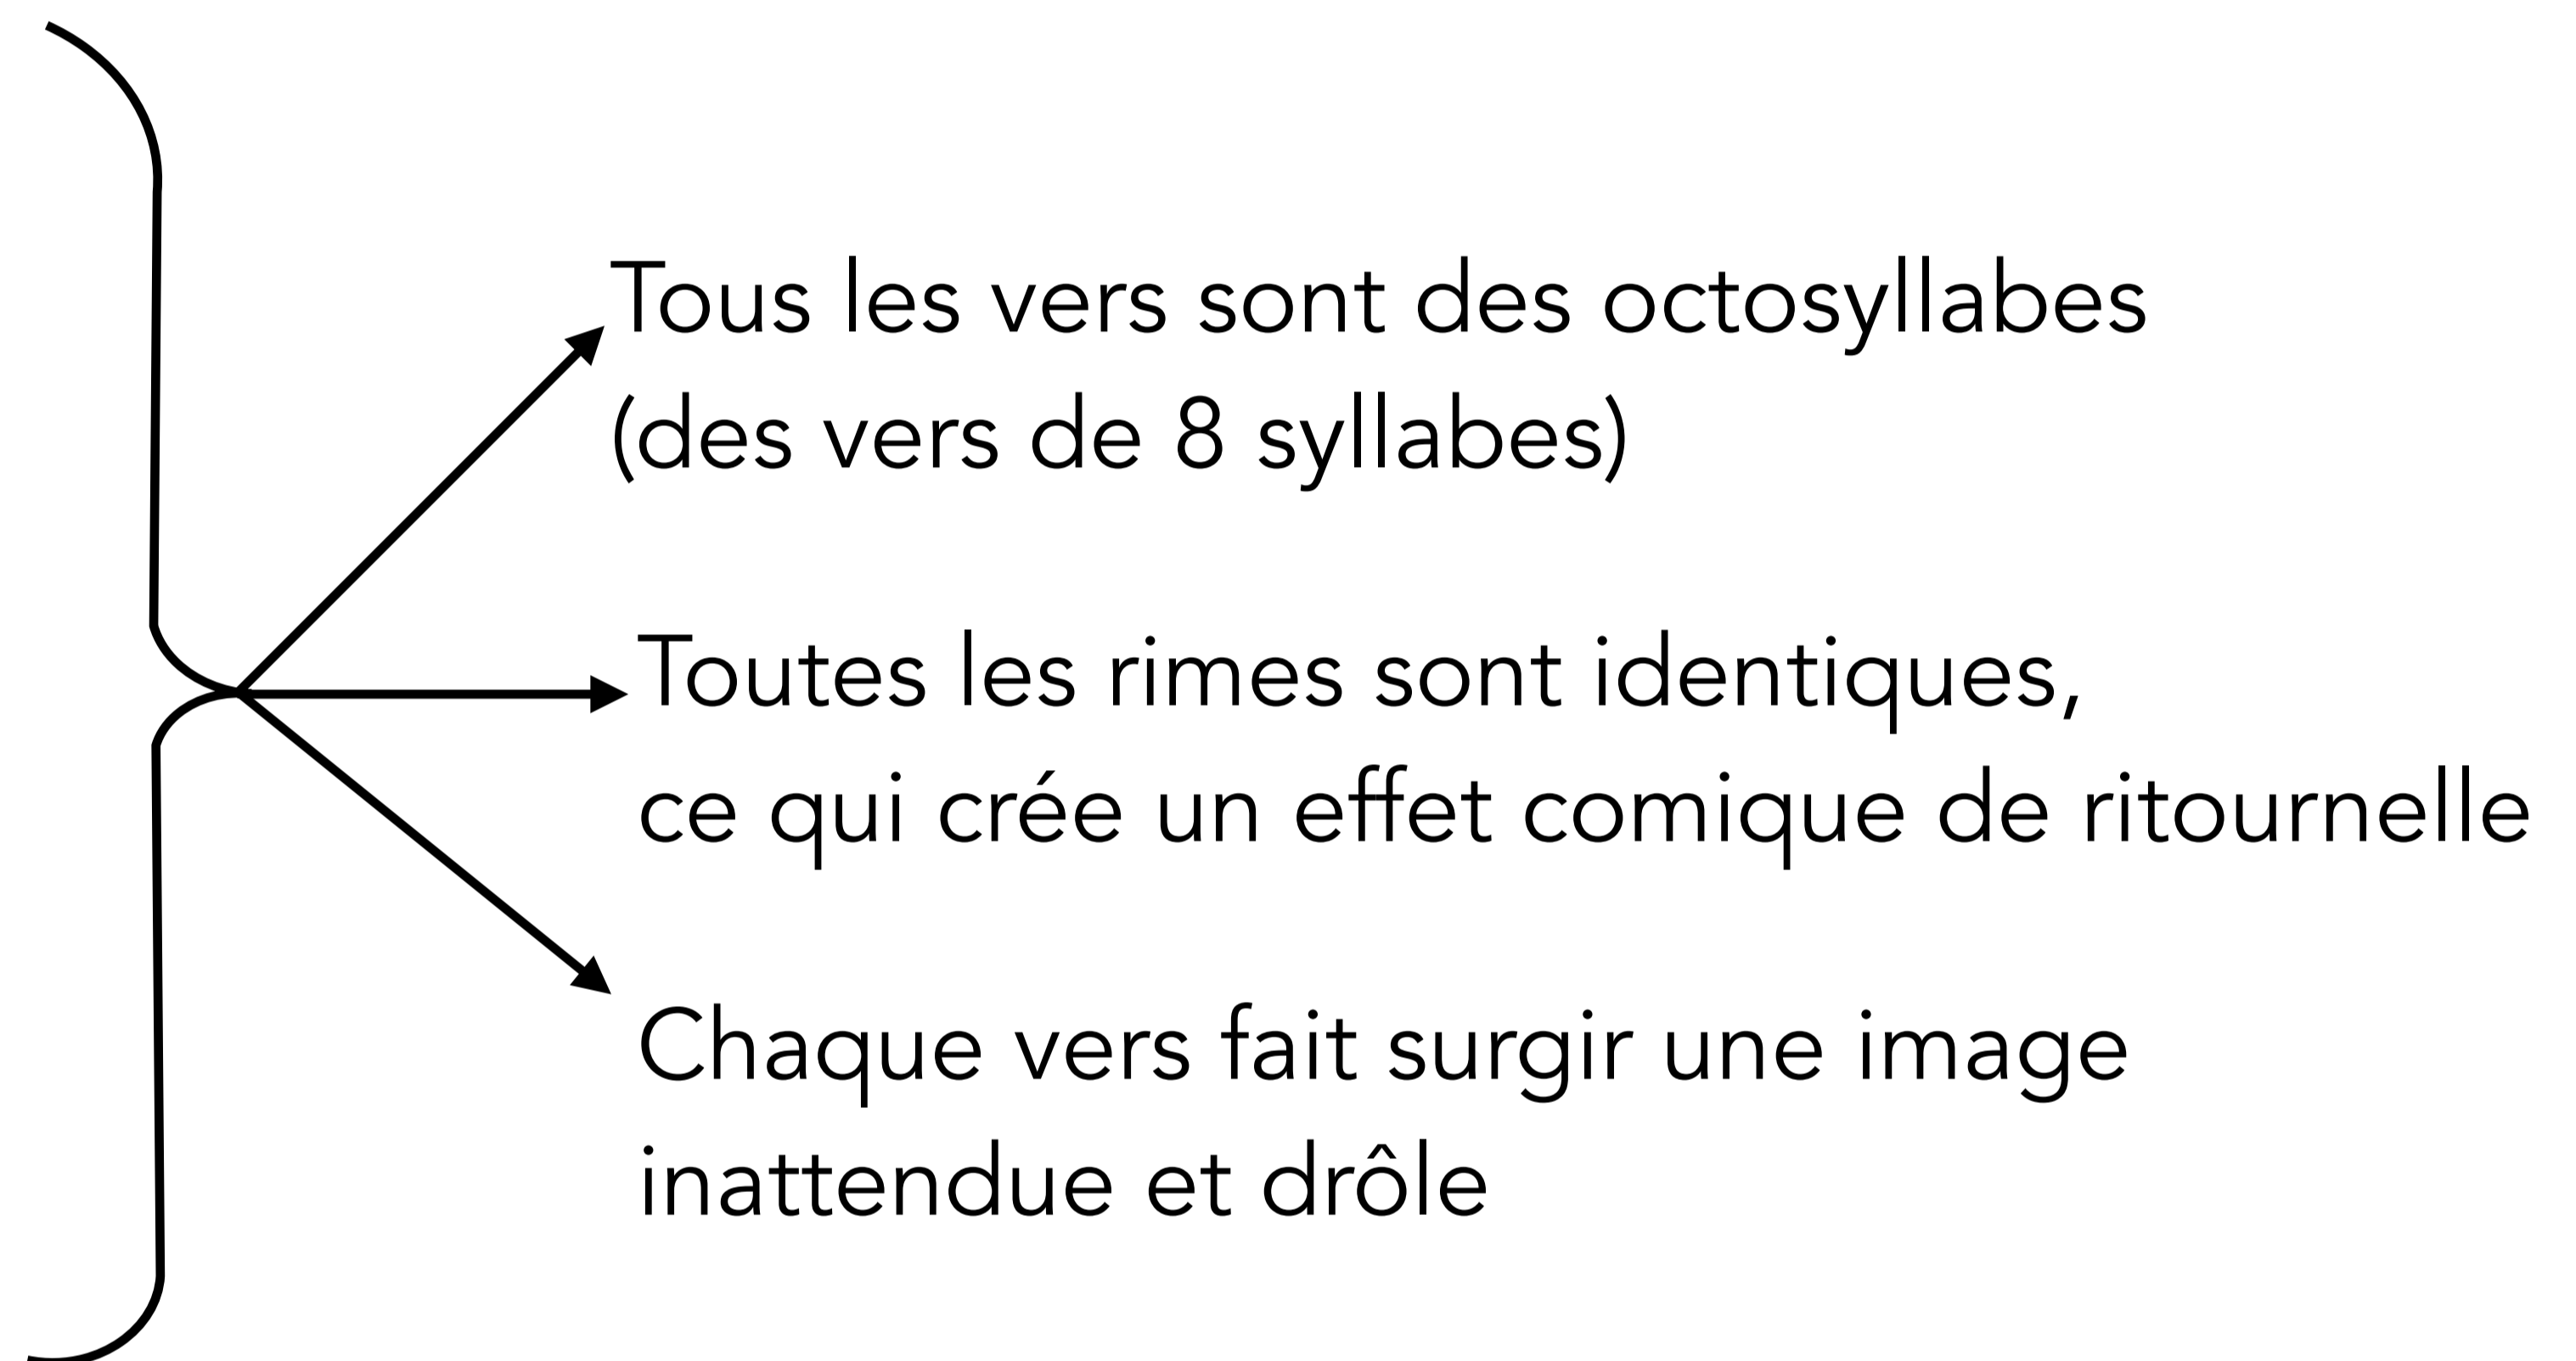 Tous les vers sont des octosyllabes
(des vers de 8 syllabes)
Toutes les rimes sont identiques,
ce qui crée un effet comique de ritournelle
Chaque vers fait surgir une image
inattendue et drôle